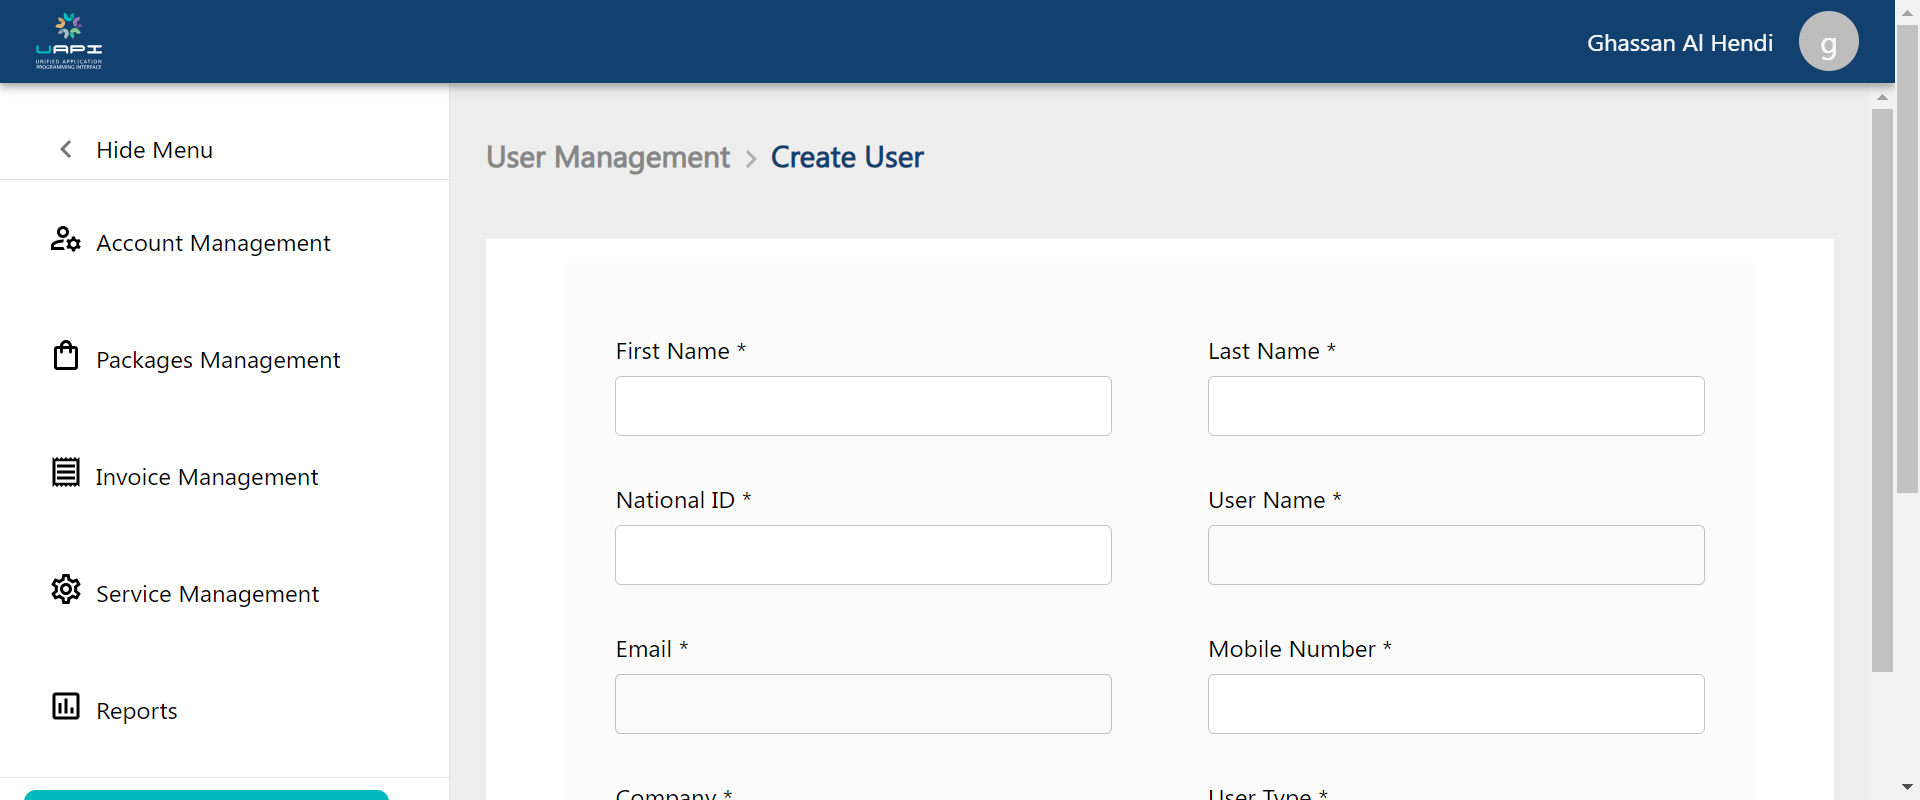 UAPI
UNIFIED APPLICATION
PROGRAMMING INTERFACE
Ghassan Al Hendi
g
Hide Menu
User Management > Create User
Account Management
Packages Management
Invoice Management
Service Management
Reports
First Name *
Last Name *
National ID *
User Name *
Email *
Mobile Number *
Company *
User Type *